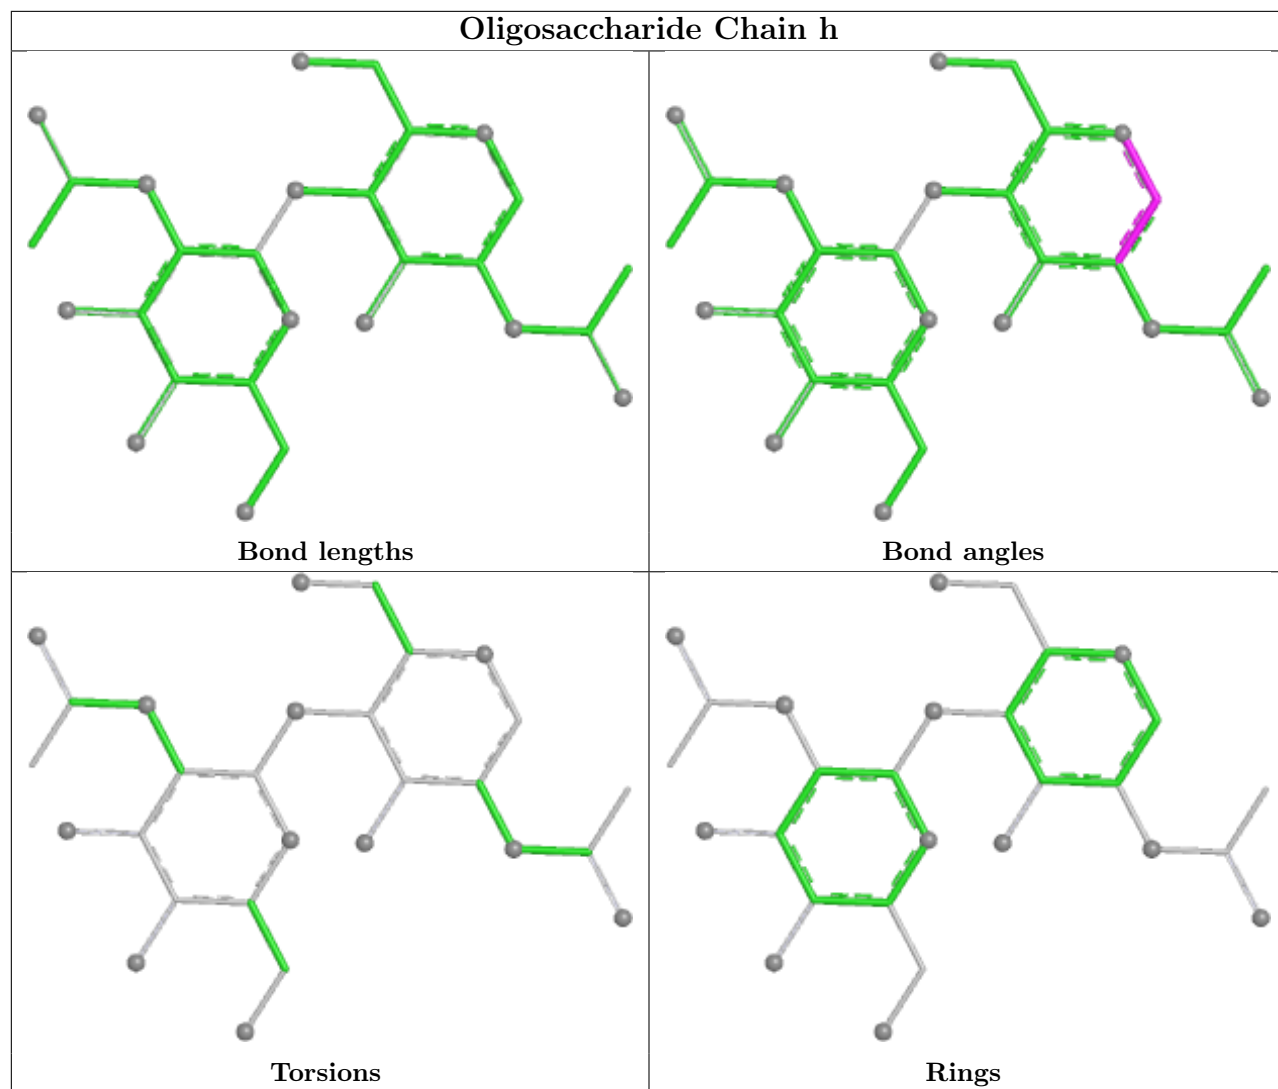 Oligosaccharide Chain h
Bond lengths
Bond angles
Torsions
Rings